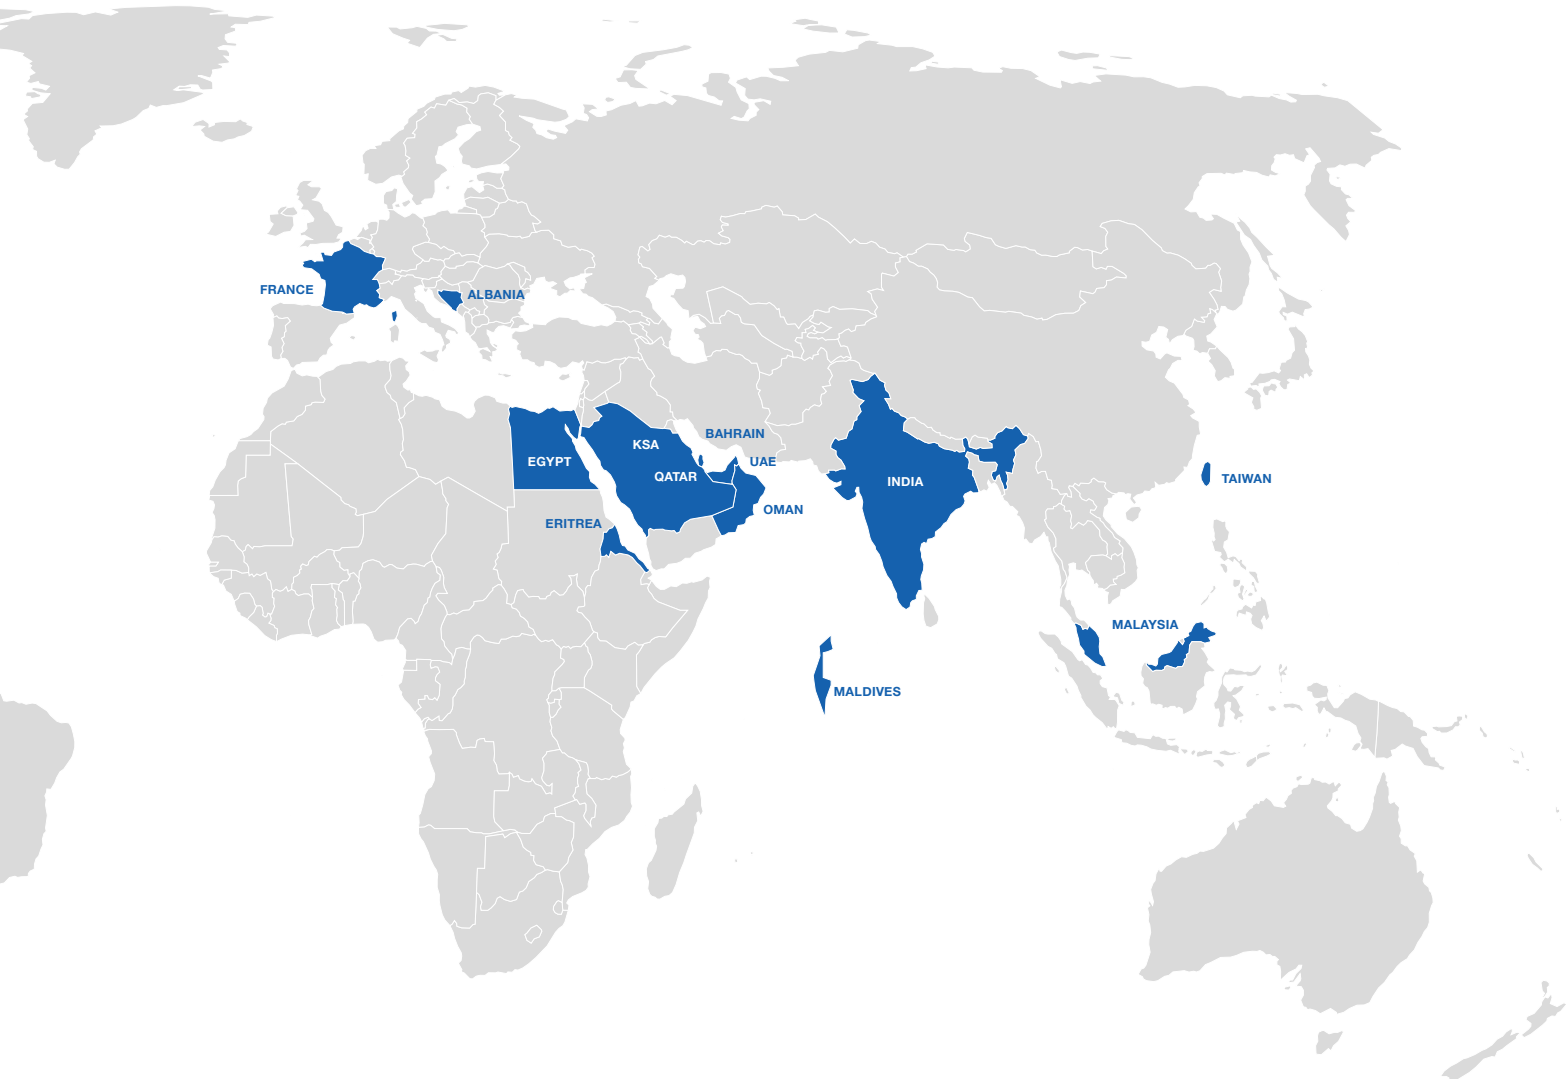 FRANCE
ALBANIA
BAHRAIN
KSA
EGYPT
UAE
QATAR
INDIA
TAIWAN
OMAN
ERITREA
MALAYSIA
MALDIVES